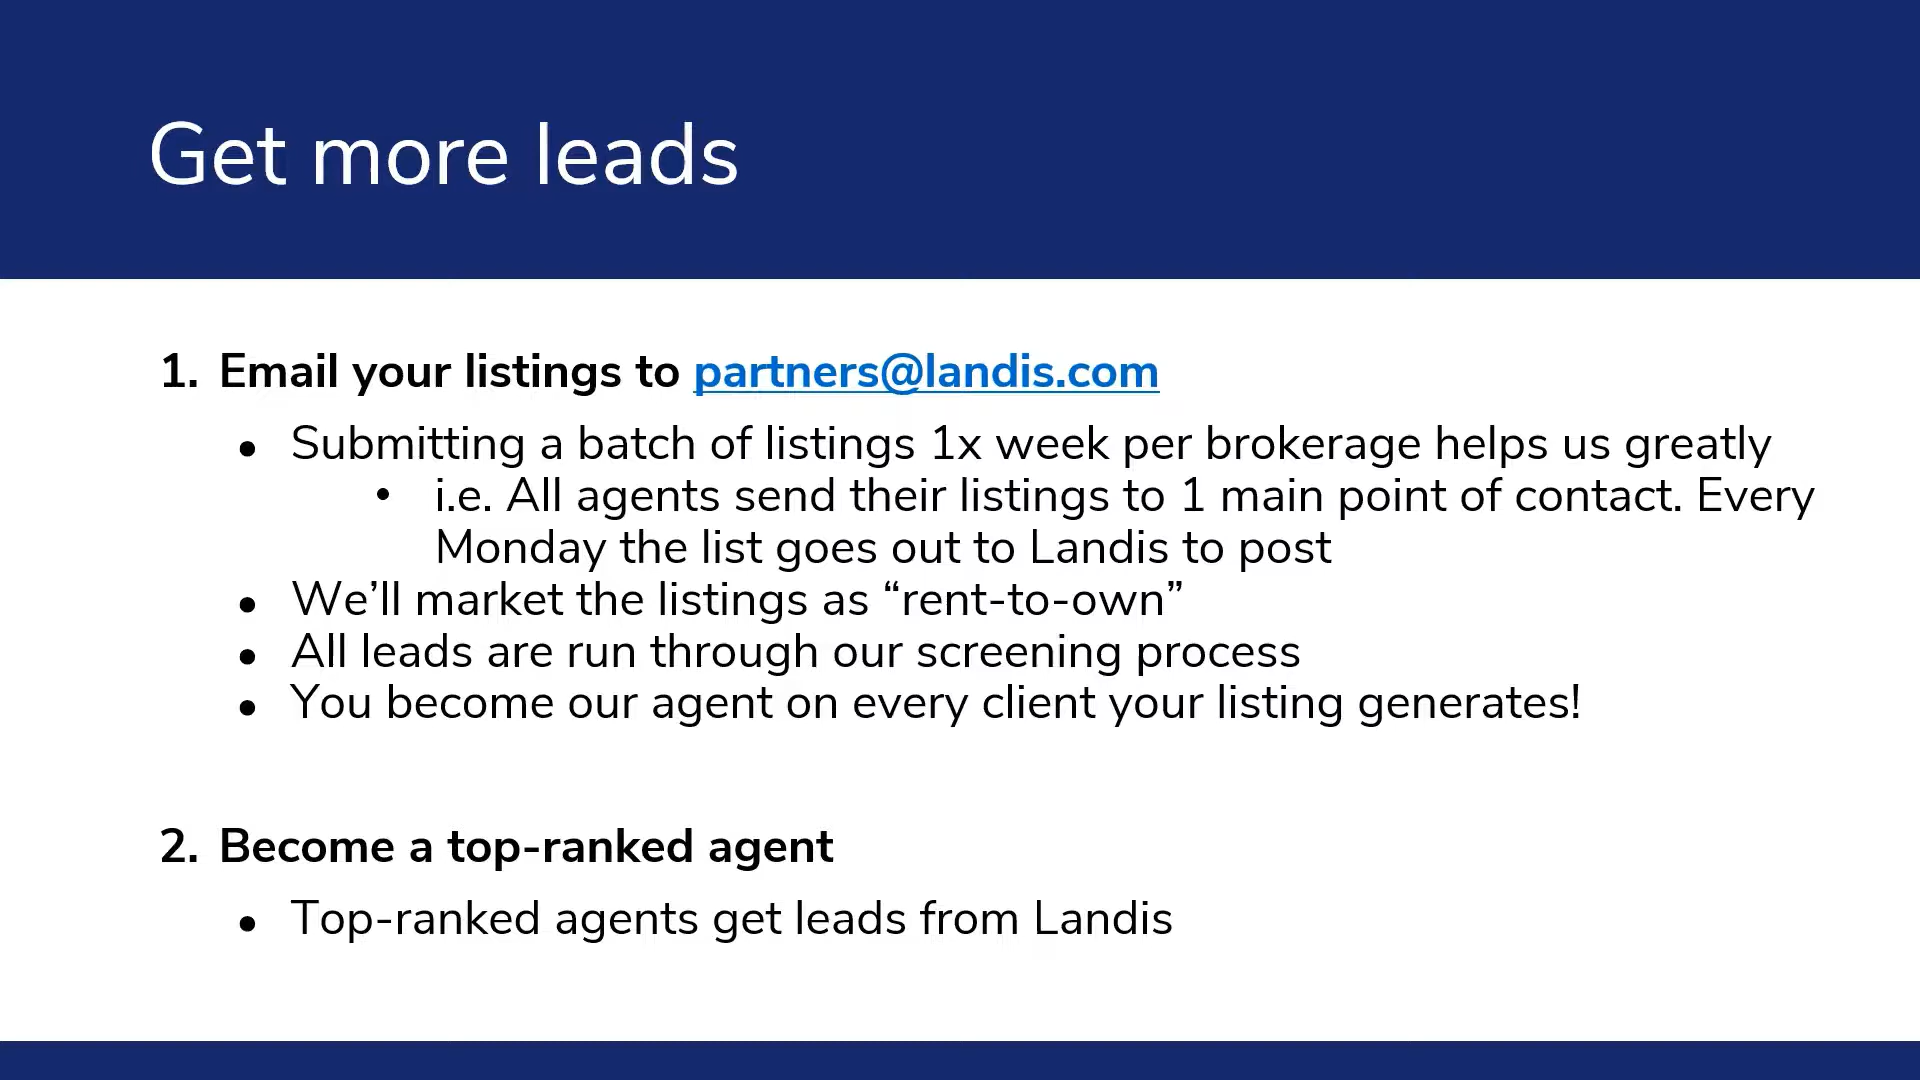 Get more leads
1. Email your listings to partners@landis.com
● Submitting a batch of listings 1x week per brokerage helps us greatly
• i.e. All agents send their listings to 1 main point of contact. Every
Monday the list goes out to Landis to post
● We’ll market the listings as “rent-to-own”
● All leads are run through our screening process
● You become our agent on every client your listing generates!
2. Become a top-ranked agent
● Top-ranked agents get leads from Landis